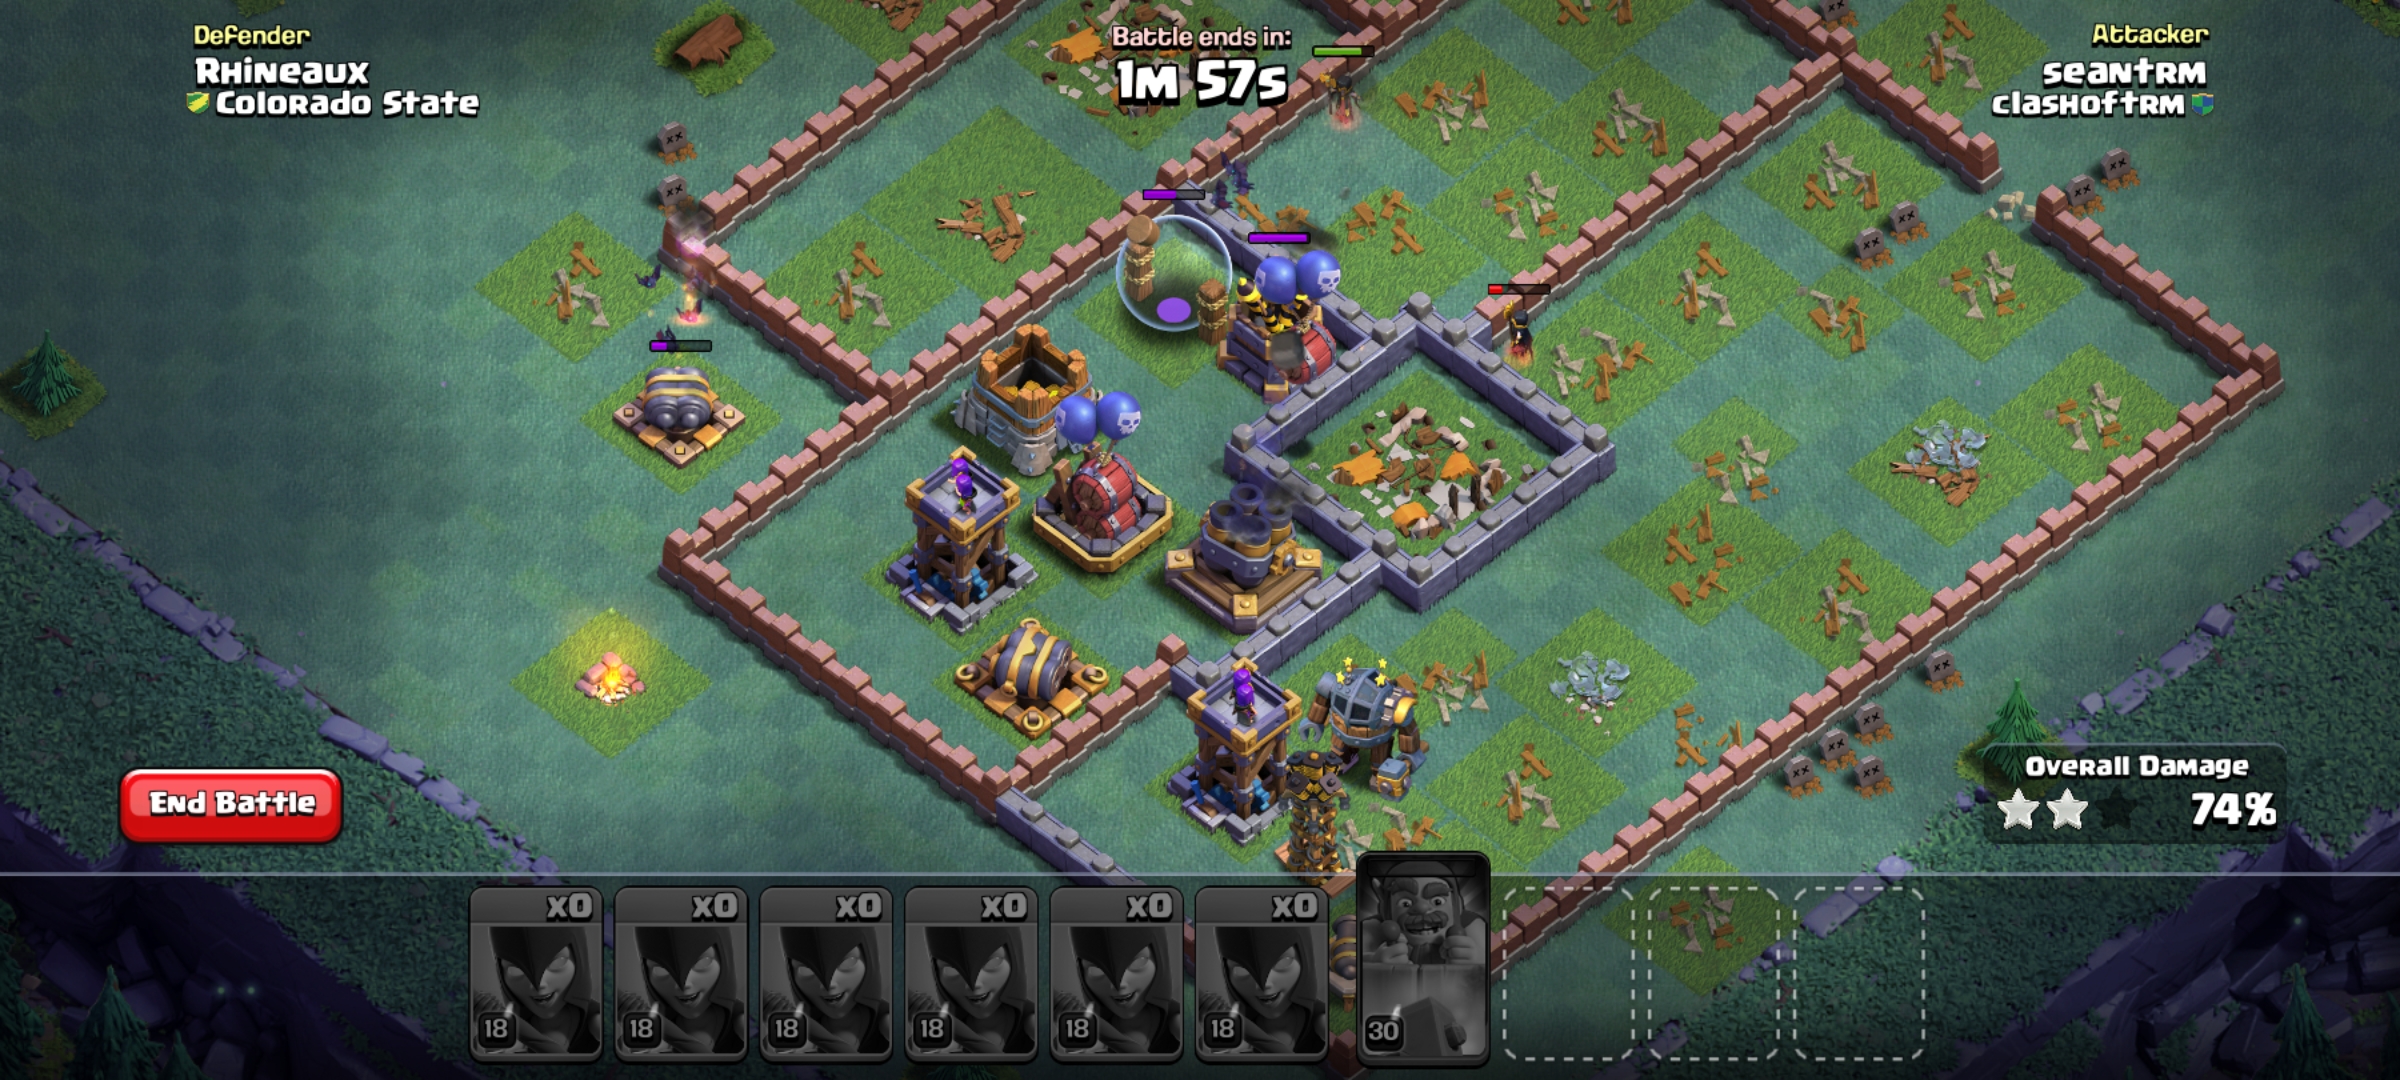 Defender
Rhineaux
Colorado State
Battle ends in:
1M 57s
Attacker
seantrm
clashoftrm
End Battle
Overall Damage
74%
x0
x0
x0
x0
x0
x0
18
18
18
18
18
18
30